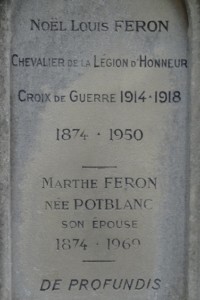 NOËL LOUIS FERON
CHEVALIER DE LA LÉGION D'HONNEUR
CROIX DE GUERRE 1914-1918
1874 · 1950
MARTHE FERON
NÉE POTBLANC
SON ÉPOUSE
1874 · 1969
DE PROFUNDIS